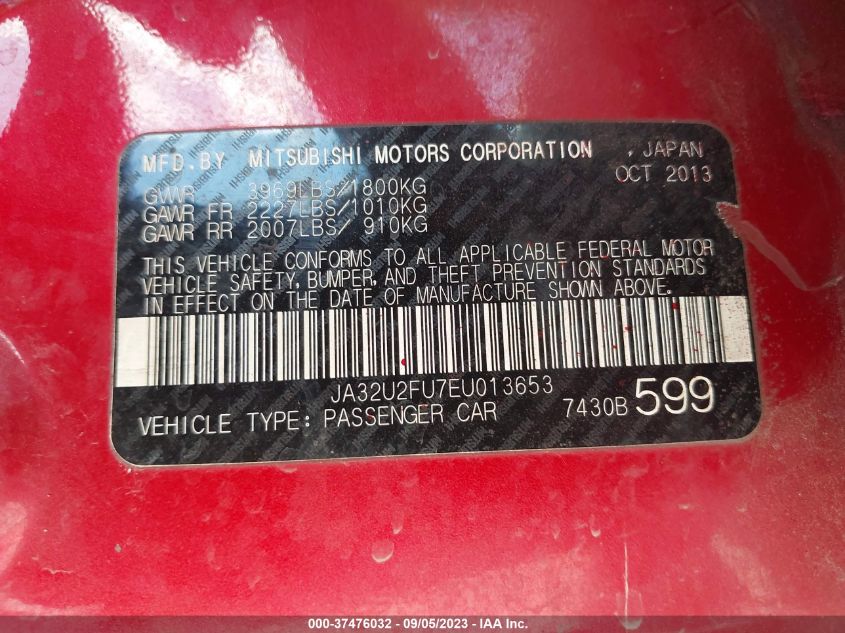 MFD. BY MITSUBISHI MOTORS CORPORATION , JAPAN
OCT 2013
GWVR 3969LBS/1800KG
GAWR FR 2227LBS/1010KG
GAWR RR 2007LBS/ 910KG
THIS VEHICLE CONFORMS TO ALL APPLICABLE FEDERAL MOTOR
VEHICLE SAFETY, BUMPER, AND THEFT PREVENTION STANDARDS
IN EFFECT ON THE DATE OF MANUFACTURE SHOWN ABOVE.
JA32U2FU7EU013653
VEHICLE TYPE: PASSENGER CAR 7430B 599
000-37476032 - 09/05/2023 - IAA Inc.